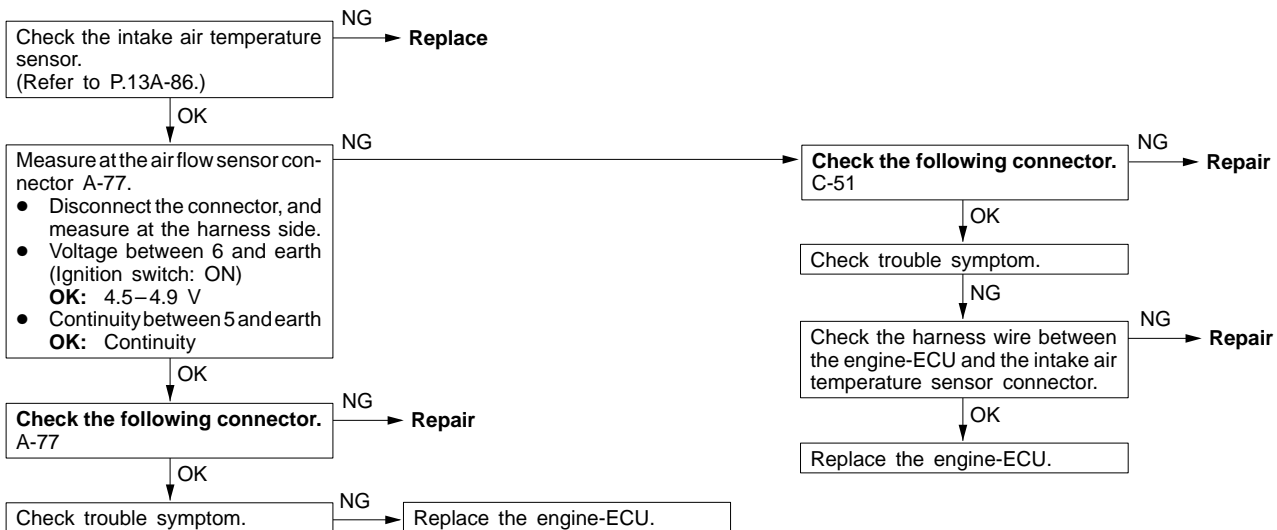 Check the intake air temperature
sensor.
(Refer to P.13A-86.)
NG
Replace
OK
Measure at the air flow sensor con-
nector A-77.
● Disconnect the connector, and
measure at the harness side.
● Voltage between 6 and earth
(Ignition switch: ON)
OK: 4.5–4.9 V
● Continuity between 5 and earth
OK: Continuity
NG
OK
Check the following connector.
A-77
NG
Repair
OK
Check trouble symptom.
NG
Replace the engine-ECU.
Check the following connector.
C-51
NG
Repair
OK
Check trouble symptom.
NG
Check the harness wire between
the engine-ECU and the intake air
temperature sensor connector.
NG
Repair
OK
Replace the engine-ECU.